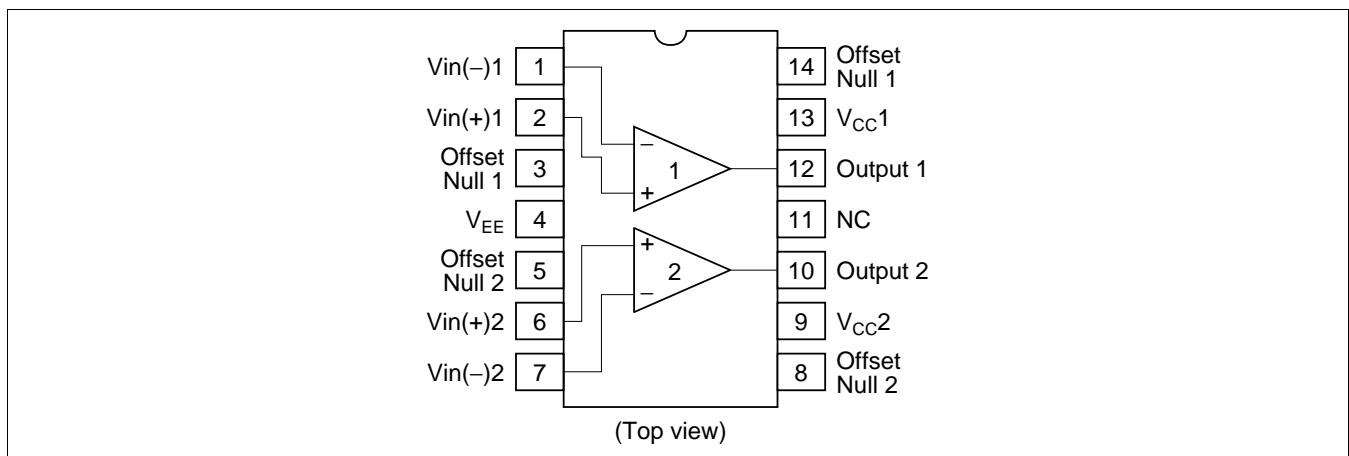 Vin(−)1 1
Vin(+)1 2
Offset
Null 1 3
VEE 4
Offset
Null 2 5
Vin(+)2 6
Vin(−)2 7
− 1 +
+ 2 −
14 Offset
Null 1
13 VCC1
12 Output 1
11 NC
10 Output 2
9 VCC2
8 Offset
Null 2
(Top view)